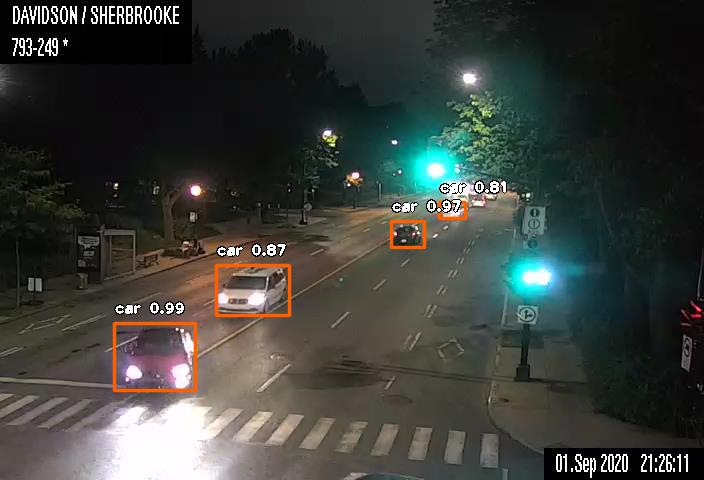 DAVIDSON / SHERBROOKE
793-249 *
car 0.81
car 0.97
car 0.87
car 0.99
01.Sep 2020 21:26:11